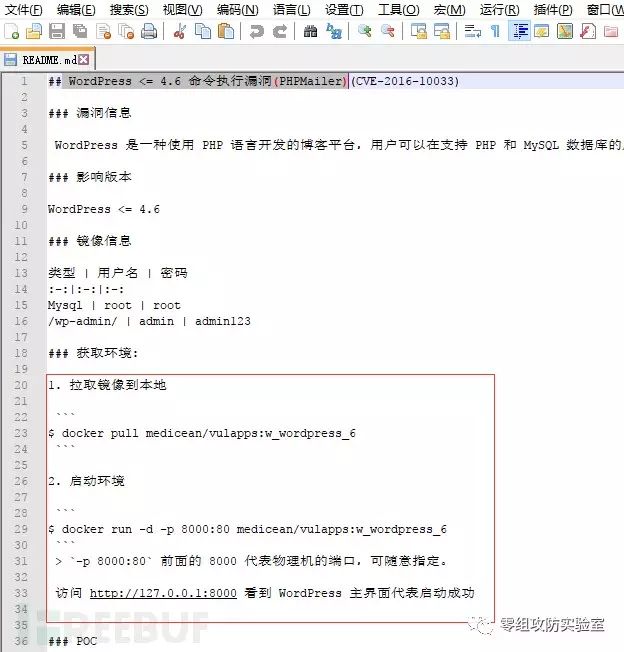 文件(F) 编辑(E) 搜索(S) 视图(V) 编码(N) 语言(L) 设置(T) 工具(O) 宏(M) 运行(R) 插件(P) 窗口(W
README.md
1 ## WordPress <= 4.6 命令执行漏洞(PHPMailer)(CVE-2016-10033)
2
3 ### 漏洞信息
4
5 WordPress 是一种使用 PHP 语言开发的博客平台，用户可以在支持 PHP 和 MySQL 数据库的
6
7 ### 影响版本
8
9 WordPress <= 4.6
10
11 ### 镜像信息
12
13 类型 | 用户名 | 密码
14 :-:|:-:|:-:
15 Mysql | root | root
16 /wp-admin/ | admin | admin123
17
18 ### 获取环境:
19
20 1. 拉取镜像到本地
21
22 ```
23 $ docker pull medicean/vulapps:w_wordpress_6
24 ```
25
26 2. 启动环境
27
28 ```
29 $ docker run -d -p 8000:80 medicean/vulapps:w_wordpress_6
30 ```
31 > `-p 8000:80` 前面的 8000 代表物理机的端口，可随意指定。
32
33 访问 http://127.0.0.1:8000 看到 WordPress 主界面代表启动成功
34
35
36 ### POC
REEBUF
零组攻防实验室